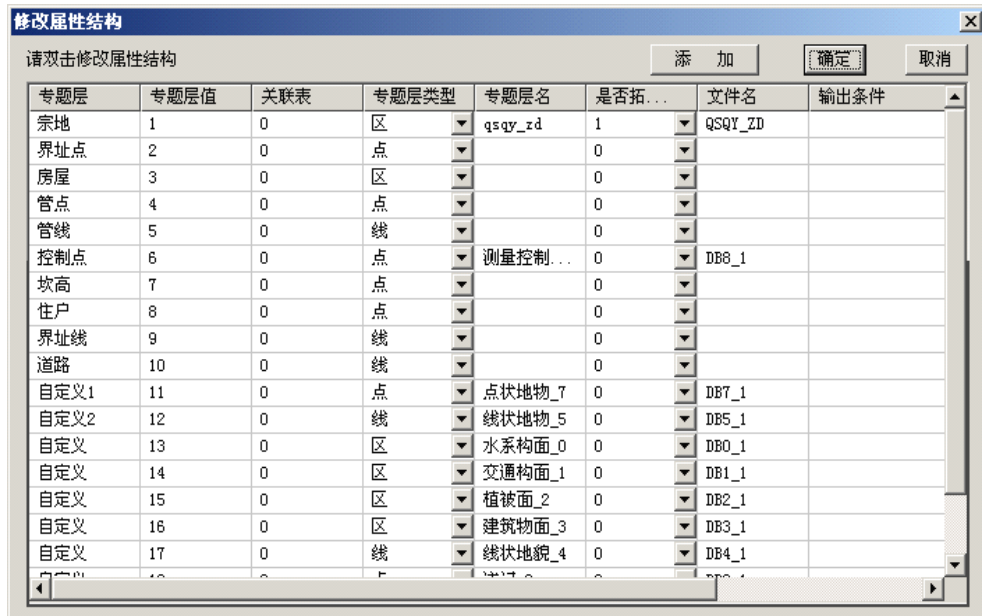 修改属性结构
请双击修改属性结构 添 加 确定 取消
专题层 专题层值 关联表 专题层类型 专题层名 是否拓... 文件名 输出条件
宗地 1 0 区 qsqy_zd 1 QSQY_ZD
界址点 2 0 点 0
房屋 3 0 区 0
管点 4 0 点 0
管线 5 0 线 0
控制点 6 0 点 测量控制... 0 DB8_1
坎高 7 0 点 0
住户 8 0 点 0
界址线 9 0 线 0
道路 10 0 线 0
自定义1 11 0 点 点状地物_7 0 DB7_1
自定义2 12 0 线 线状地物_5 0 DB5_1
自定义 13 0 区 水系构面_0 0 DB0_1
自定义 14 0 区 交通构面_1 0 DB1_1
自定义 15 0 区 植被面_2 0 DB2_1
自定义 16 0 区 建筑物面_3 0 DB3_1
自定义 17 0 线 线状地貌_4 0 DB4_1